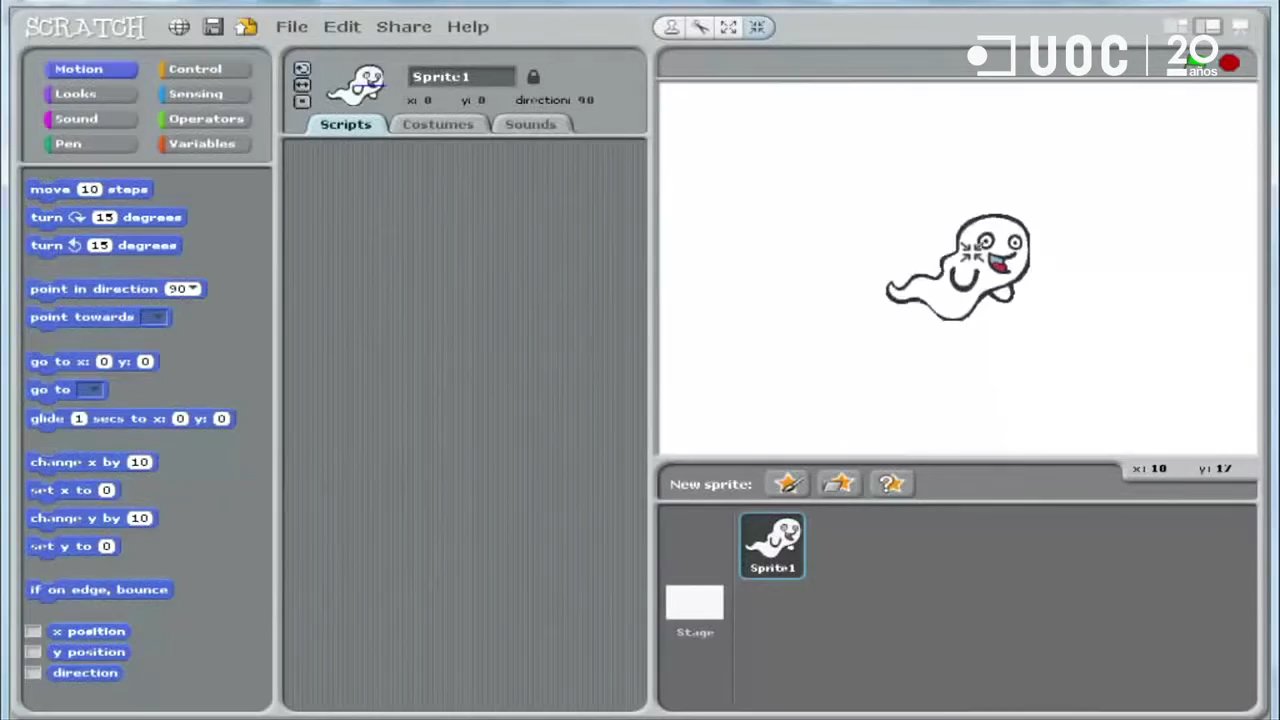 SCRATCH
File Edit Share Help
UOC 20 años
Motion Control
Looks Sensing
Sound Operators
Pen Variables
Sprite1
x: 0 y: 0 direction: 90
Scripts Costumes Sounds
move 10 steps
turn 15 degrees
turn 15 degrees
point in direction 90
point towards
go to x: 0 y: 0
go to
glide 1 secs to x: 0 y: 0
change x by 10
set x to 0
change y by 10
set y to 0
if on edge, bounce
x position
y position
direction
x: 10 y: 17
New sprite:
Sprite1
Stage